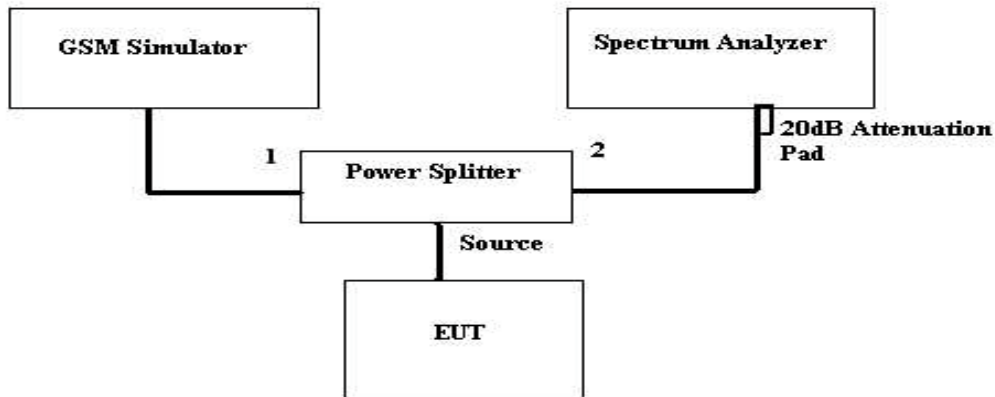 GSM Simulator
Spectrum Analyzer
20dB Attenuation
Pad
1
2
Power Splitter
Source
EUT